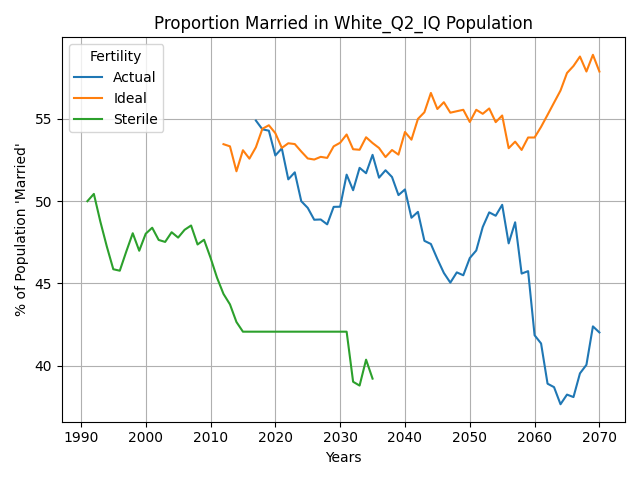 Proportion Married in White_Q2_IQ Population
Fertility
Actual
Ideal
Sterile
% of Population 'Married'
55
50
45
40
1990 2000 2010 2020 2030 2040 2050 2060 2070
Years